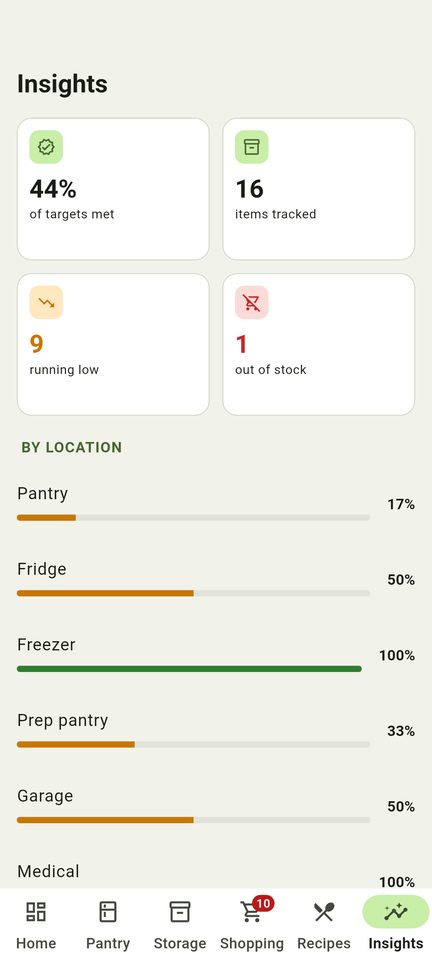 Insights
44%
of targets met
16
items tracked
9
running low
1
out of stock
BY LOCATION
Pantry
17%
Fridge
50%
Freezer
100%
Prep pantry
33%
Garage
50%
Medical
100%
10
Home
Pantry
Storage
Shopping
Recipes
Insights